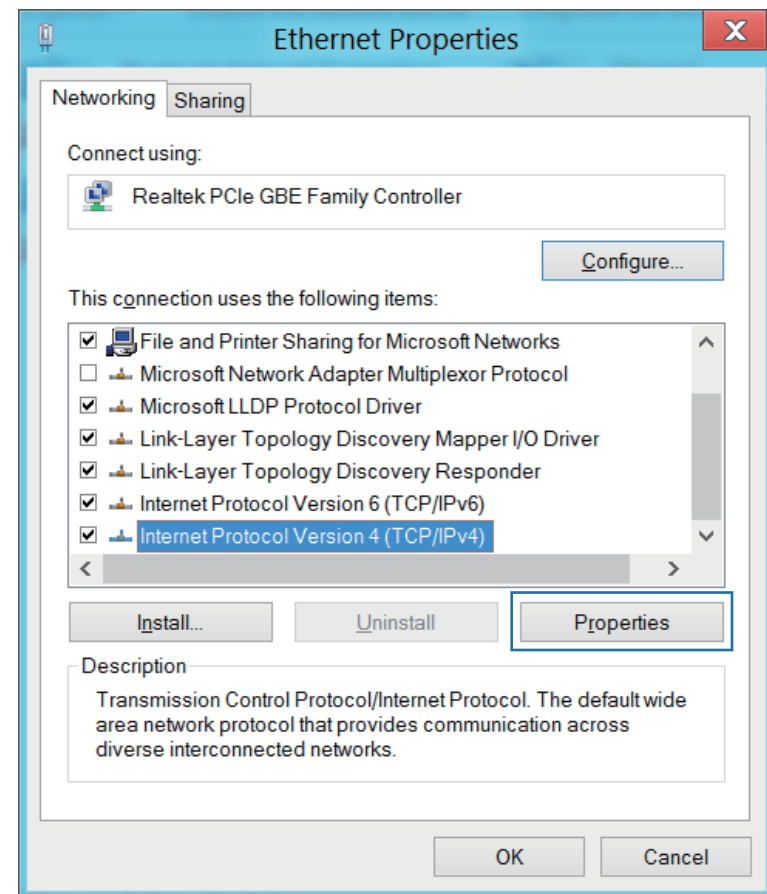 Ethernet Properties
X
Networking
Sharing
Connect using:
Realtek PCIe GBE Family Controller
Configure...
This connection uses the following items:
File and Printer Sharing for Microsoft Networks
Microsoft Network Adapter Multiplexor Protocol
Microsoft LLDP Protocol Driver
Link-Layer Topology Discovery Mapper I/O Driver
Link-Layer Topology Discovery Responder
Internet Protocol Version 6 (TCP/IPv6)
Internet Protocol Version 4 (TCP/IPv4)
Install...
Uninstall
Properties
Description
Transmission Control Protocol/Internet Protocol. The default wide
area network protocol that provides communication across
diverse interconnected networks.
OK
Cancel